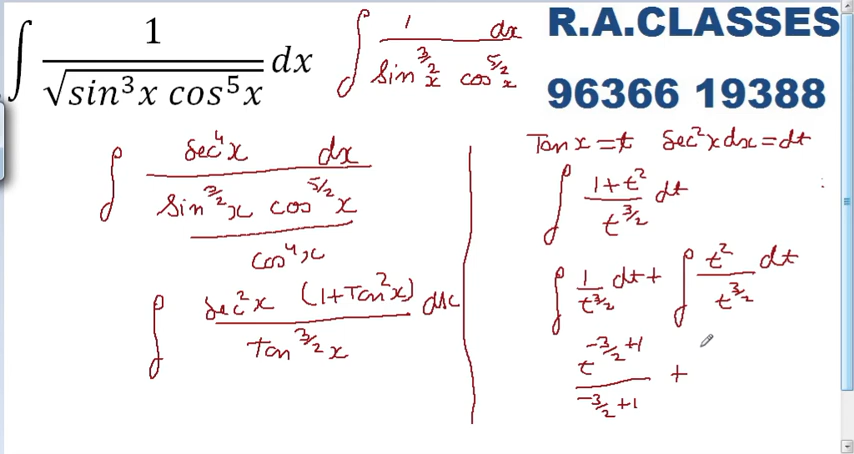 ∫ 1/√(sin³x cos⁵x) dx
∫ 1 dx/(Sin^(3/2) x cos^(5/2) x)
R.A.CLASSES
96366 19388
∫ Sec⁴x dx/((Sin^(3/2) x cos^(5/2) x)/(cos⁴x))
∫ Sec²x (1+Tan²x)/(tan^(3/2) x) dx
Tan x = t Sec²x dx = dt
∫ (1+t²)/(t^(3/2)) dt
∫ 1/(t^(3/2)) dt + ∫ t²/(t^(3/2)) dt
t^(-3/2+1)/(-3/2+1) +